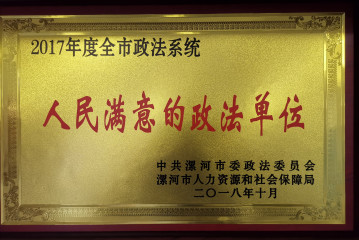 2017年度全市政法系统
人民满意的政法单位
中共漯河市委政法委员会
漯河市人力资源和社会保障局
二〇一八年十月